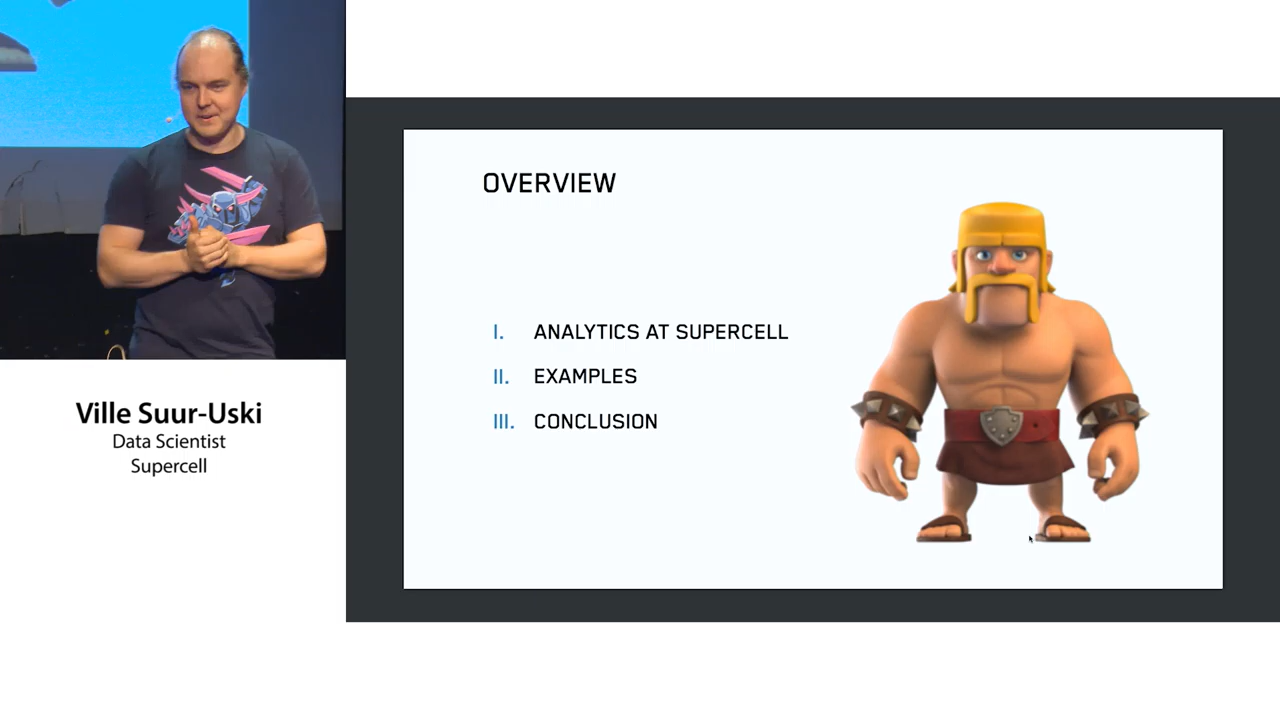 Ville Suur-Uski
Data Scientist
Supercell
OVERVIEW
I. ANALYTICS AT SUPERCELL
II. EXAMPLES
III. CONCLUSION